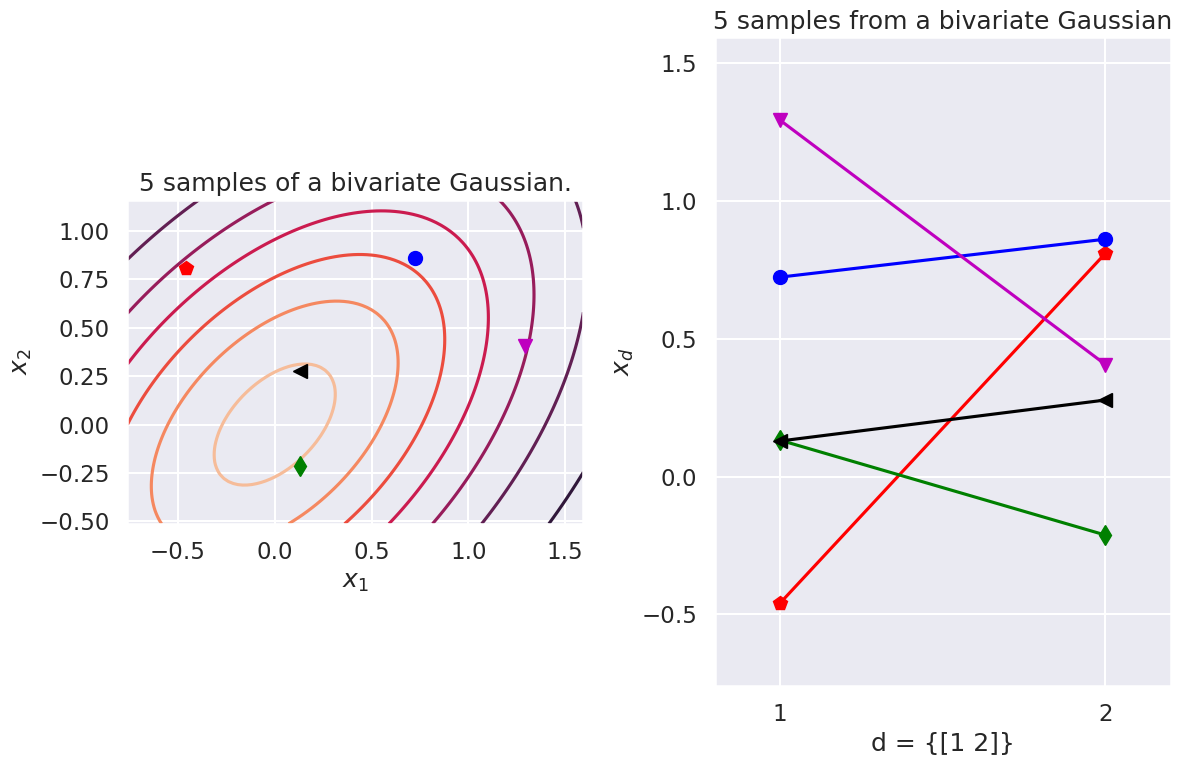 5 samples of a bivariate Gaussian.
x₂
1.00
0.75
0.50
0.25
0.00
−0.25
−0.50
−0.5 0.0 0.5 1.0 1.5
x₁
5 samples from a bivariate Gaussian
x_d
1.5
1.0
0.5
0.0
−0.5
1 2
d = {[1 2]}